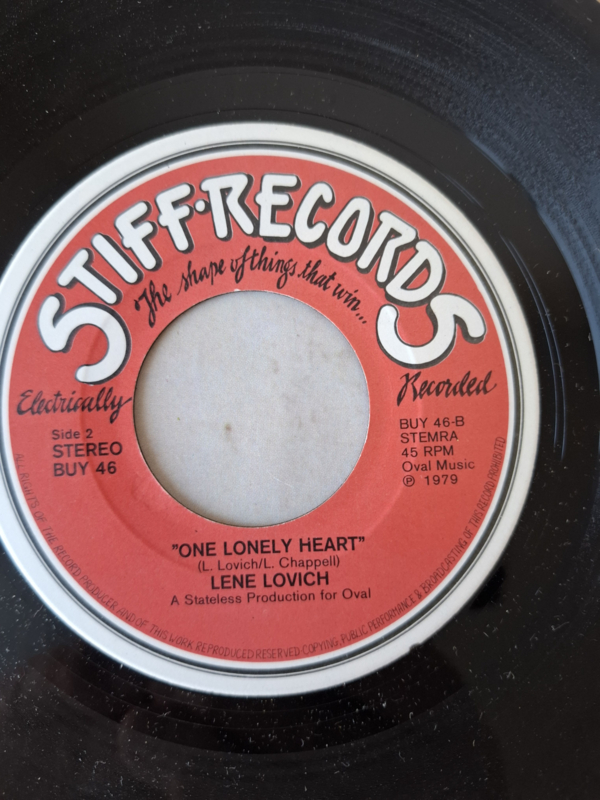 STIFF·RECORDS
The shape of things that win...
Electrically
Recorded
Side 2
STEREO
BUY 46
BUY 46-B
STEMRA
45 RPM
Oval Music
℗ 1979
"ONE LONELY HEART"
(L. Lovich/L. Chappell)
LENE LOVICH
A Stateless Production for Oval
ALL RIGHTS OF THE RECORD PRODUCER AND OF THIS WORK REPRODUCED RESERVED·COPYING, PUBLIC PERFORMANCE & BROADCASTING OF THIS RECORD PROHIBITED